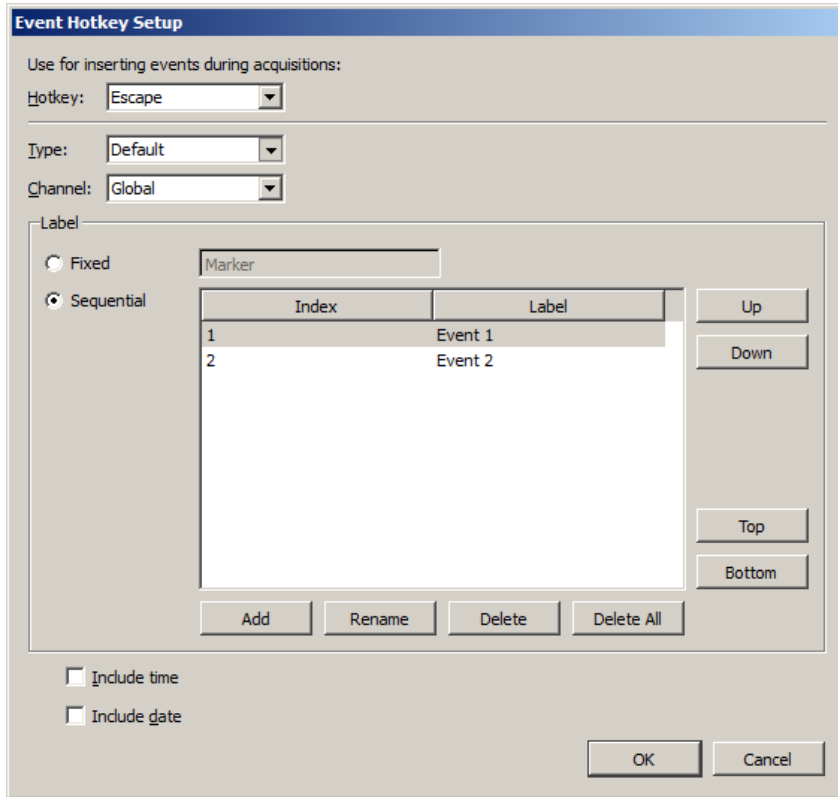 Event Hotkey Setup
Use for inserting events during acquisitions:
Hotkey: Escape
Type: Default
Channel: Global
Label
Fixed Marker
Sequential
Index Label
1 Event 1
2 Event 2
Up
Down
Top
Bottom
Add Rename Delete Delete All
Include time
Include date
OK Cancel